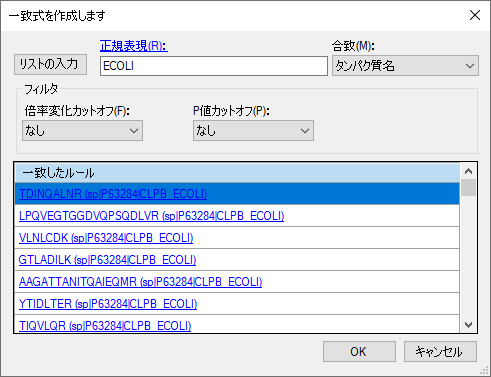 一致式を作成します
正規表現(R):
合致(M):
リストの入力
ECOLI
タンパク質名
フィルタ
倍率変化カットオフ(F):
P値カットオフ(P):
なし
なし
一致したルール
TDINQALNR (sp|P63284|CLPB_ECOLI)
LPQVEGTGGDVQPSQDLVR (sp|P63284|CLPB_ECOLI)
VLNLCDK (sp|P63284|CLPB_ECOLI)
GTLADILK (sp|P63284|CLPB_ECOLI)
AAGATTANITQAIEQMR (sp|P63284|CLPB_ECOLI)
YTIDLTER (sp|P63284|CLPB_ECOLI)
TIQVLQR (sp|P63284|CLPB_ECOLI)
OK
キャンセル